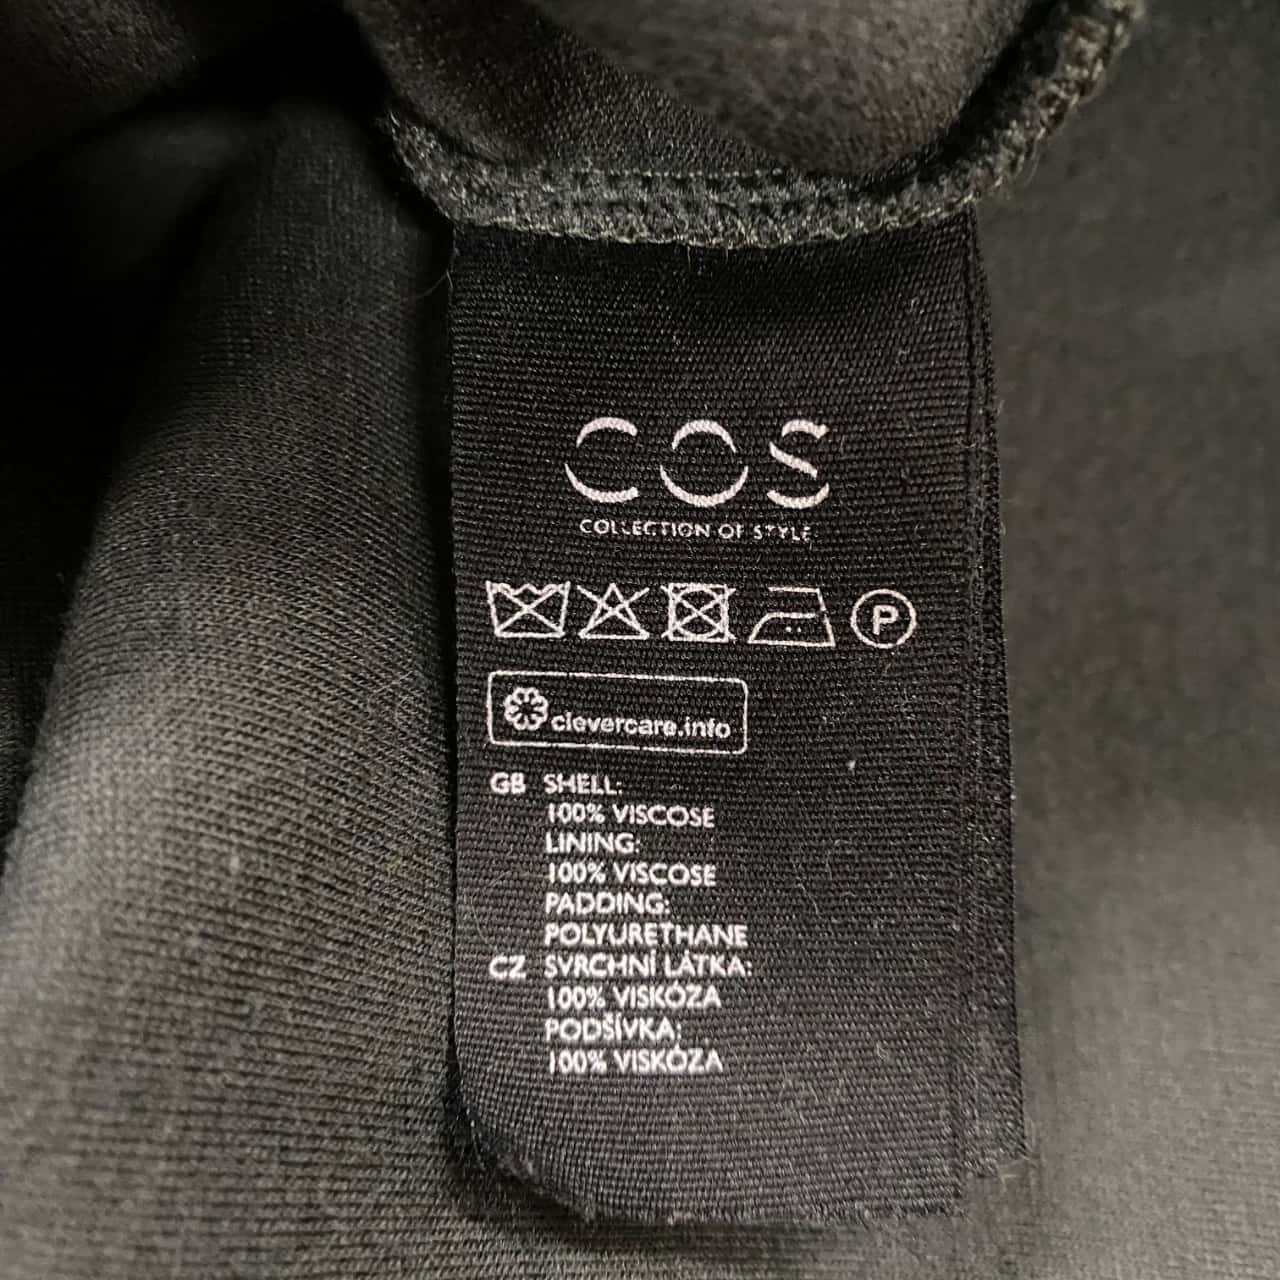 COS
COLLECTION OF STYLE
P
clevercare.info
GB SHELL:
100% VISCOSE
LINING:
100% VISCOSE
PADDING:
POLYURETHANE
CZ SVRCHNÍ LÁTKA:
100% VISKÓZA
PODŠÍVKA:
100% VISKÓZA